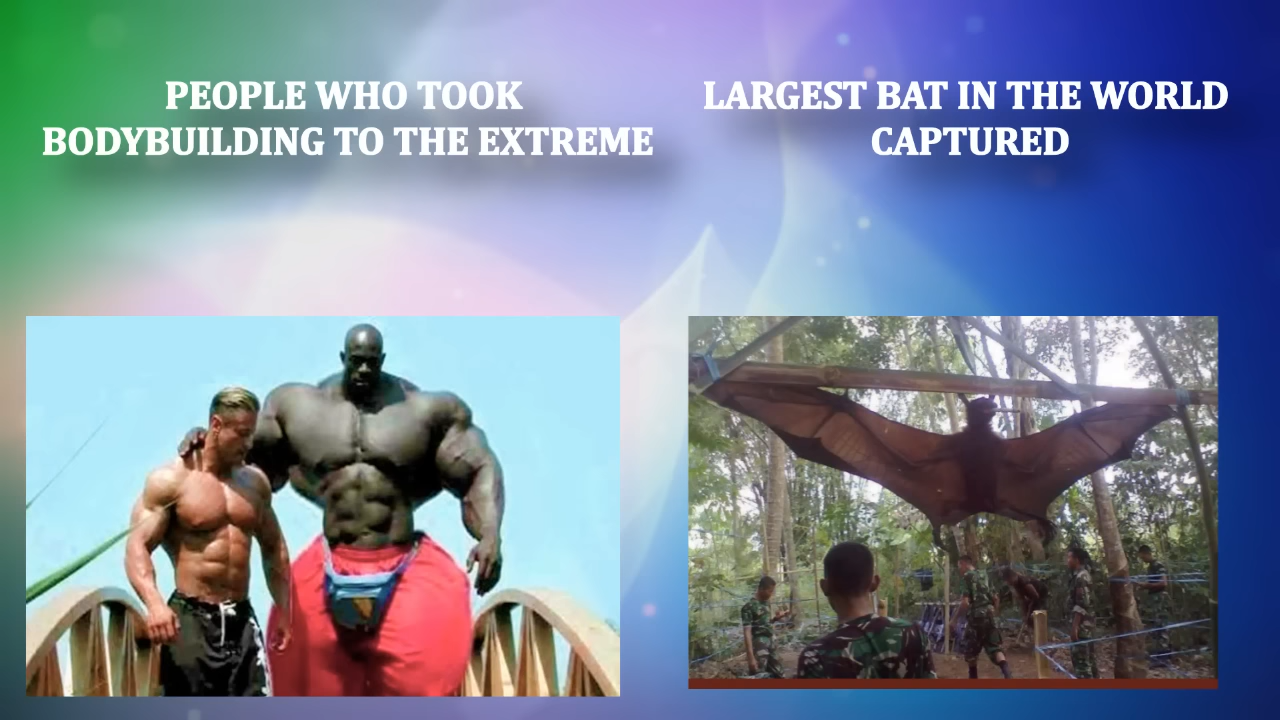 PEOPLE WHO TOOK
BODYBUILDING TO THE EXTREME
LARGEST BAT IN THE WORLD
CAPTURED